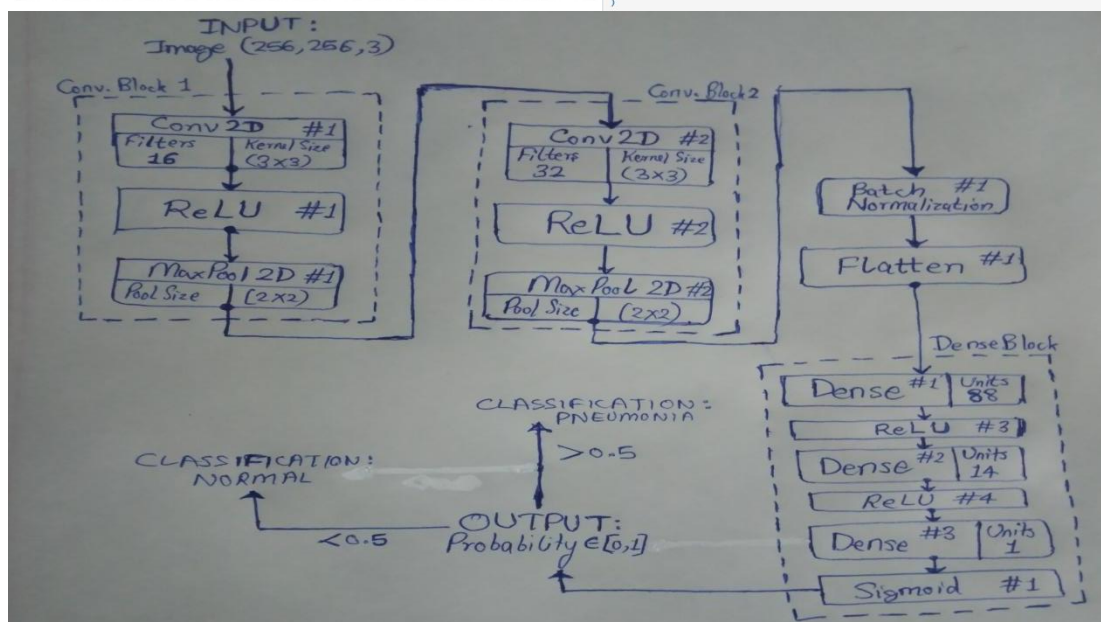 INPUT:
Image (256,256,3)
Conv. Block 1
Conv2D #1
Filters
16
Kernel Size
(3x3)
ReLU #1
MaxPool 2D #1
Pool Size
(2x2)
Conv. Block2
Conv2D #2
Filters
32
Kernel Size
(3x3)
ReLU #2
MaxPool 2D #2
Pool Size
(2x2)
Batch #1
Normalization
Flatten #1
Dense Block
Dense #1
Units
88
ReLU #3
Dense #2
Units
14
ReLU #4
Dense #3
Units
1
Sigmoid #1
OUTPUT:
Probability ∈ [0,1]
>0.5
CLASSIFICATION:
PNEUMONIA
<0.5
CLASSIFICATION:
NORMAL